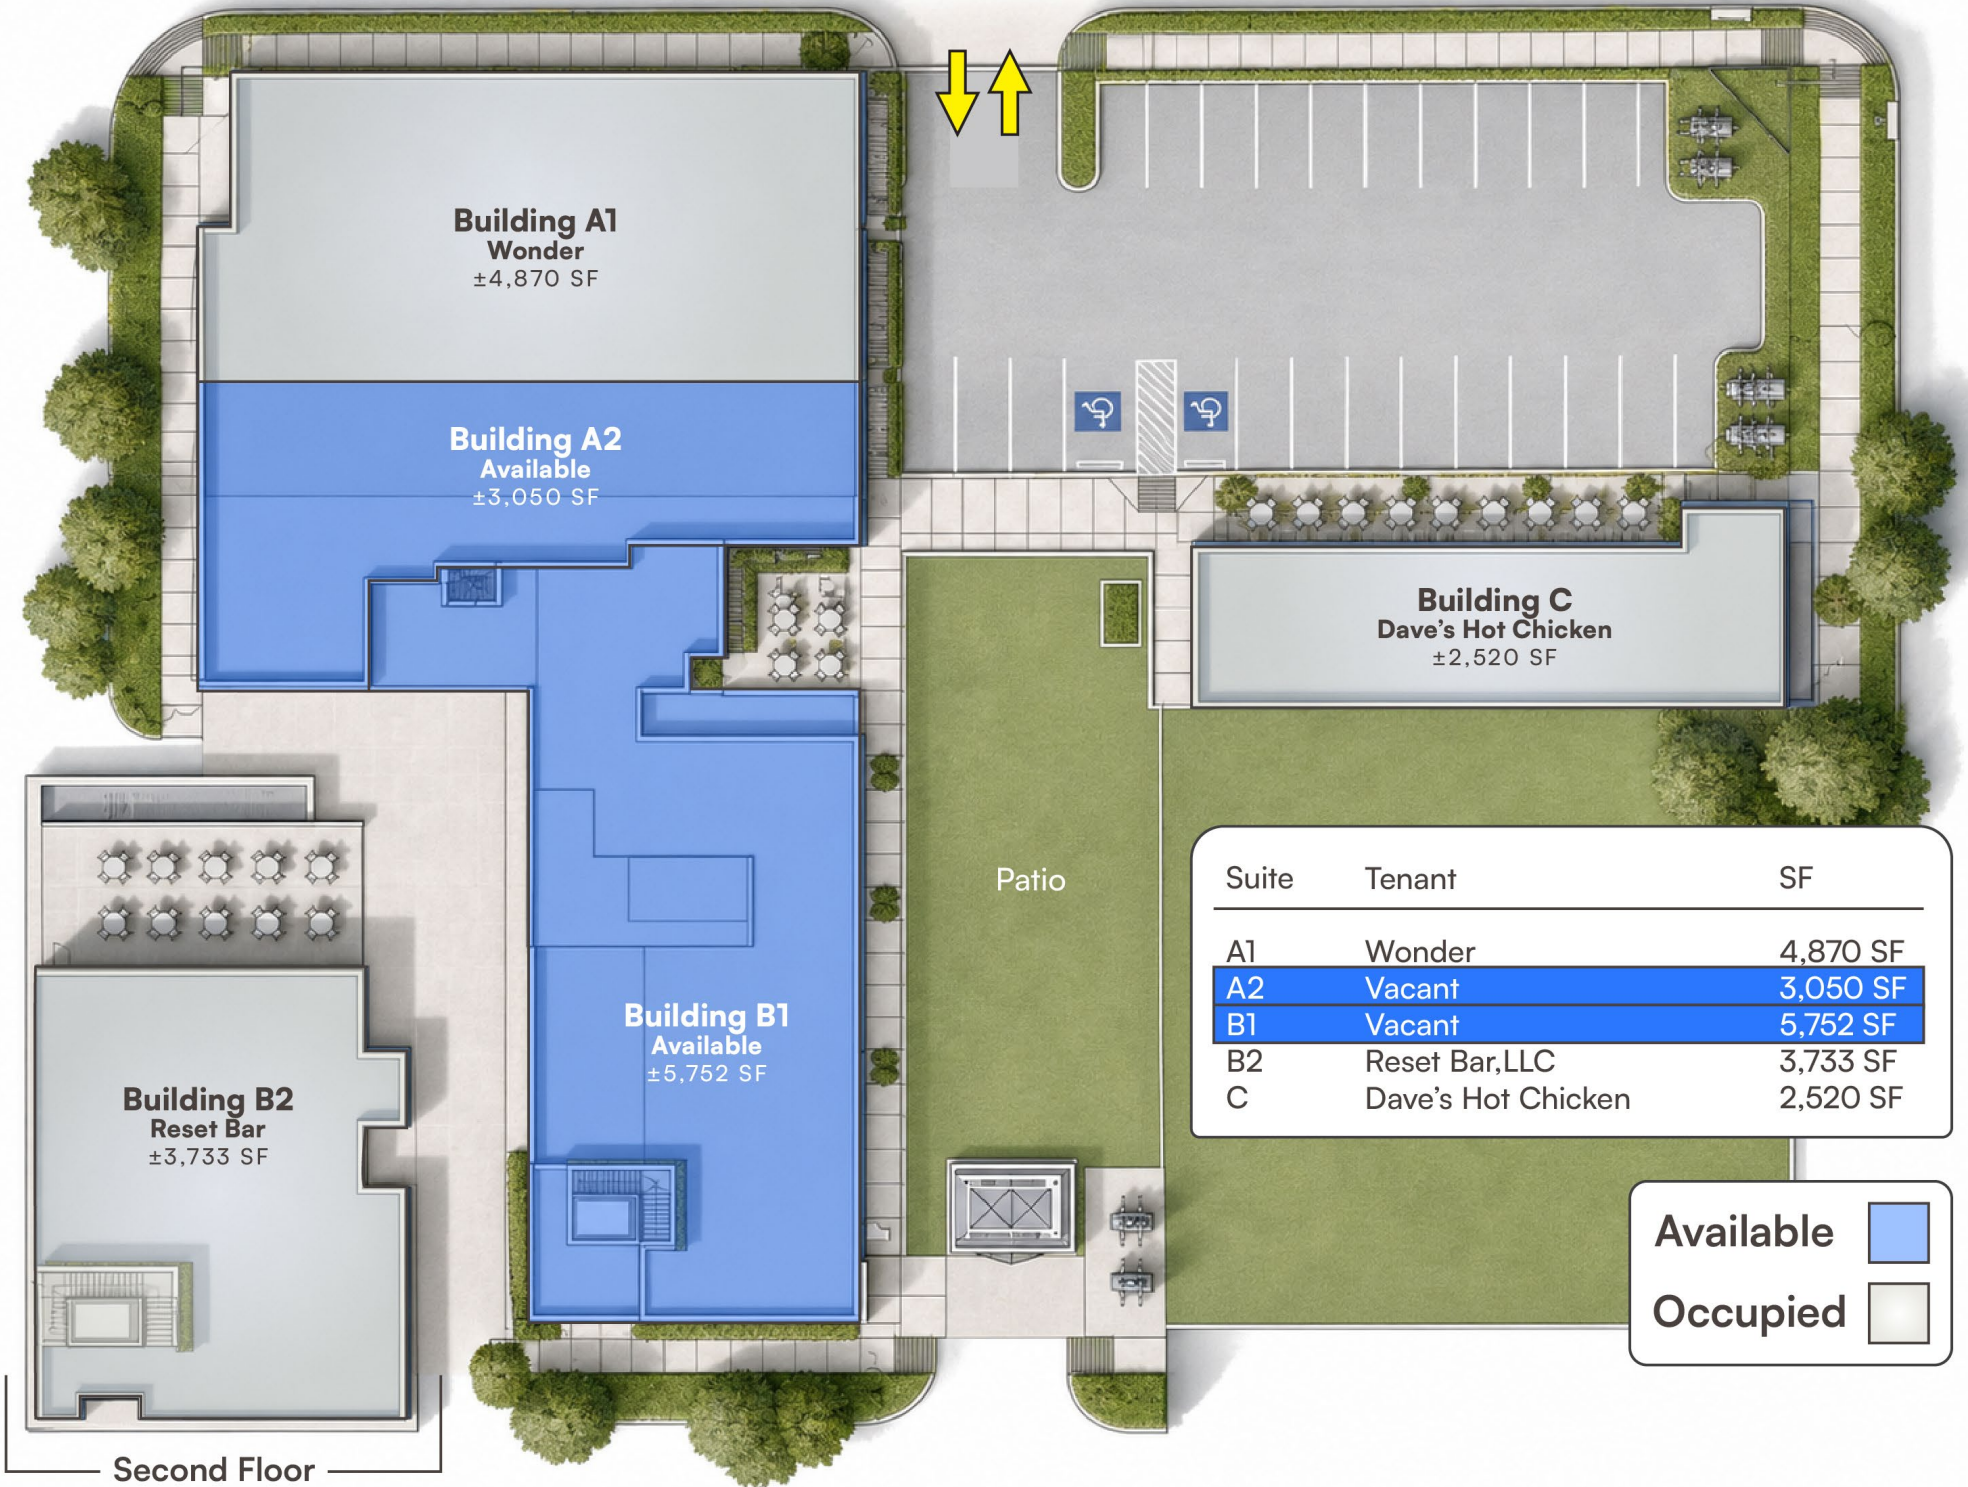 Building A1
Wonder
±4,870 SF
Building A2
Available
±3,050 SF
Building C
Dave's Hot Chicken
±2,520 SF
Patio
Building B1
Available
±5,752 SF
Building B2
Reset Bar
±3,733 SF
Second Floor
Suite Tenant SF
A1 Wonder 4,870 SF
A2 Vacant 3,050 SF
B1 Vacant 5,752 SF
B2 Reset Bar,LLC 3,733 SF
C Dave's Hot Chicken 2,520 SF
Available
Occupied